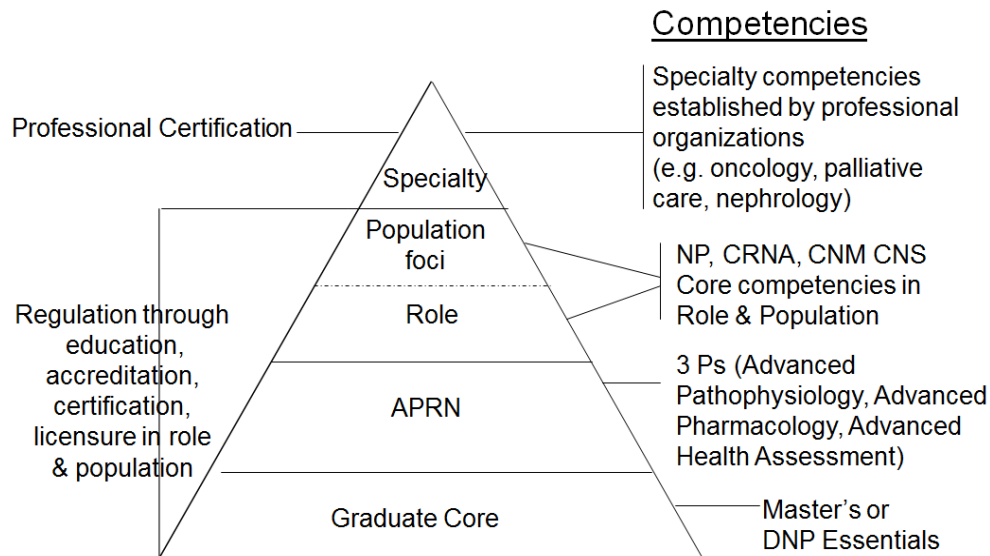 Competencies
Professional Certification
Specialty competencies
established by professional
organizations
(e.g. oncology, palliative
care, nephrology)
Specialty
Population
foci
NP, CRNA, CNM CNS
Core competencies in
Role & Population
Role
Regulation through
education,
accreditation,
certification,
licensure in role
& population
APRN
3 Ps (Advanced
Pathophysiology, Advanced
Pharmacology, Advanced
Health Assessment)
Graduate Core
Master's or
DNP Essentials